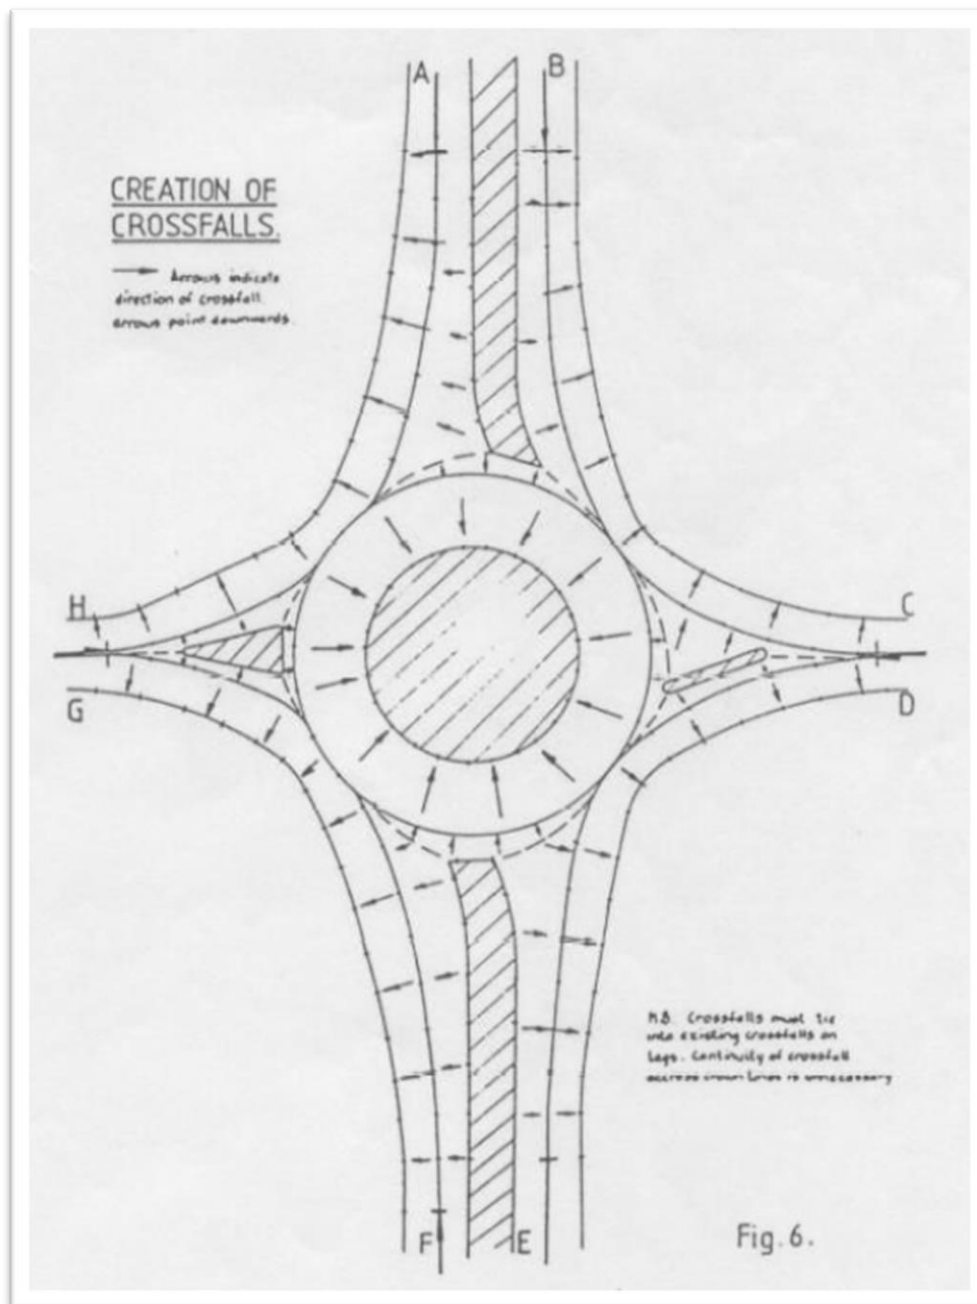 A
B
CREATION OF
CROSSFALLS.
Arrows indicate
direction of crossfall
arrows point downwards.
H
C
G
D
N.B. Crossfalls must tie
into existing crossfalls on
legs. Continuity of crossfall
accross crown lines is unnecessary
F
E
Fig. 6.